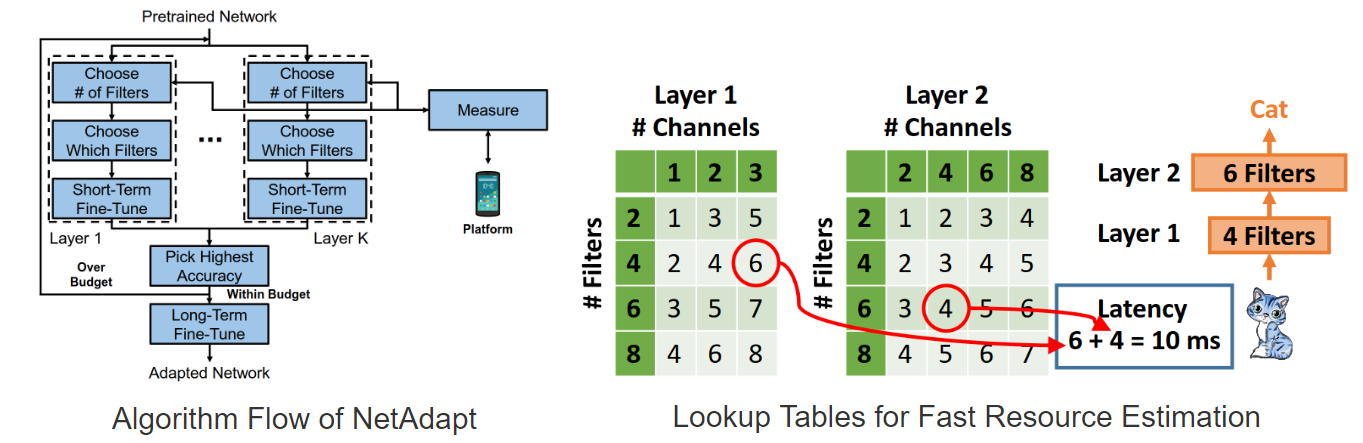 Pretrained Network
Choose
# of Filters
Choose
# of Filters
Measure
Choose
Which Filters
...
Choose
Which Filters
Short-Term
Fine-Tune
Short-Term
Fine-Tune
Platform
Layer 1
Layer K
Pick Highest
Accuracy
Over
Budget
Within Budget
Long-Term
Fine-Tune
Adapted Network
Algorithm Flow of NetAdapt
Layer 1
# Channels
# Filters
1 2 3
2 1 3 5
4 2 4 6
6 3 5 7
8 4 6 8
Layer 2
# Channels
# Filters
2 4 6 8
2 1 2 3 4
4 2 3 4 5
6 3 4 5 6
8 4 5 6 7
Cat
Layer 2 6 Filters
Layer 1 4 Filters
Latency
6 + 4 = 10 ms
Lookup Tables for Fast Resource Estimation